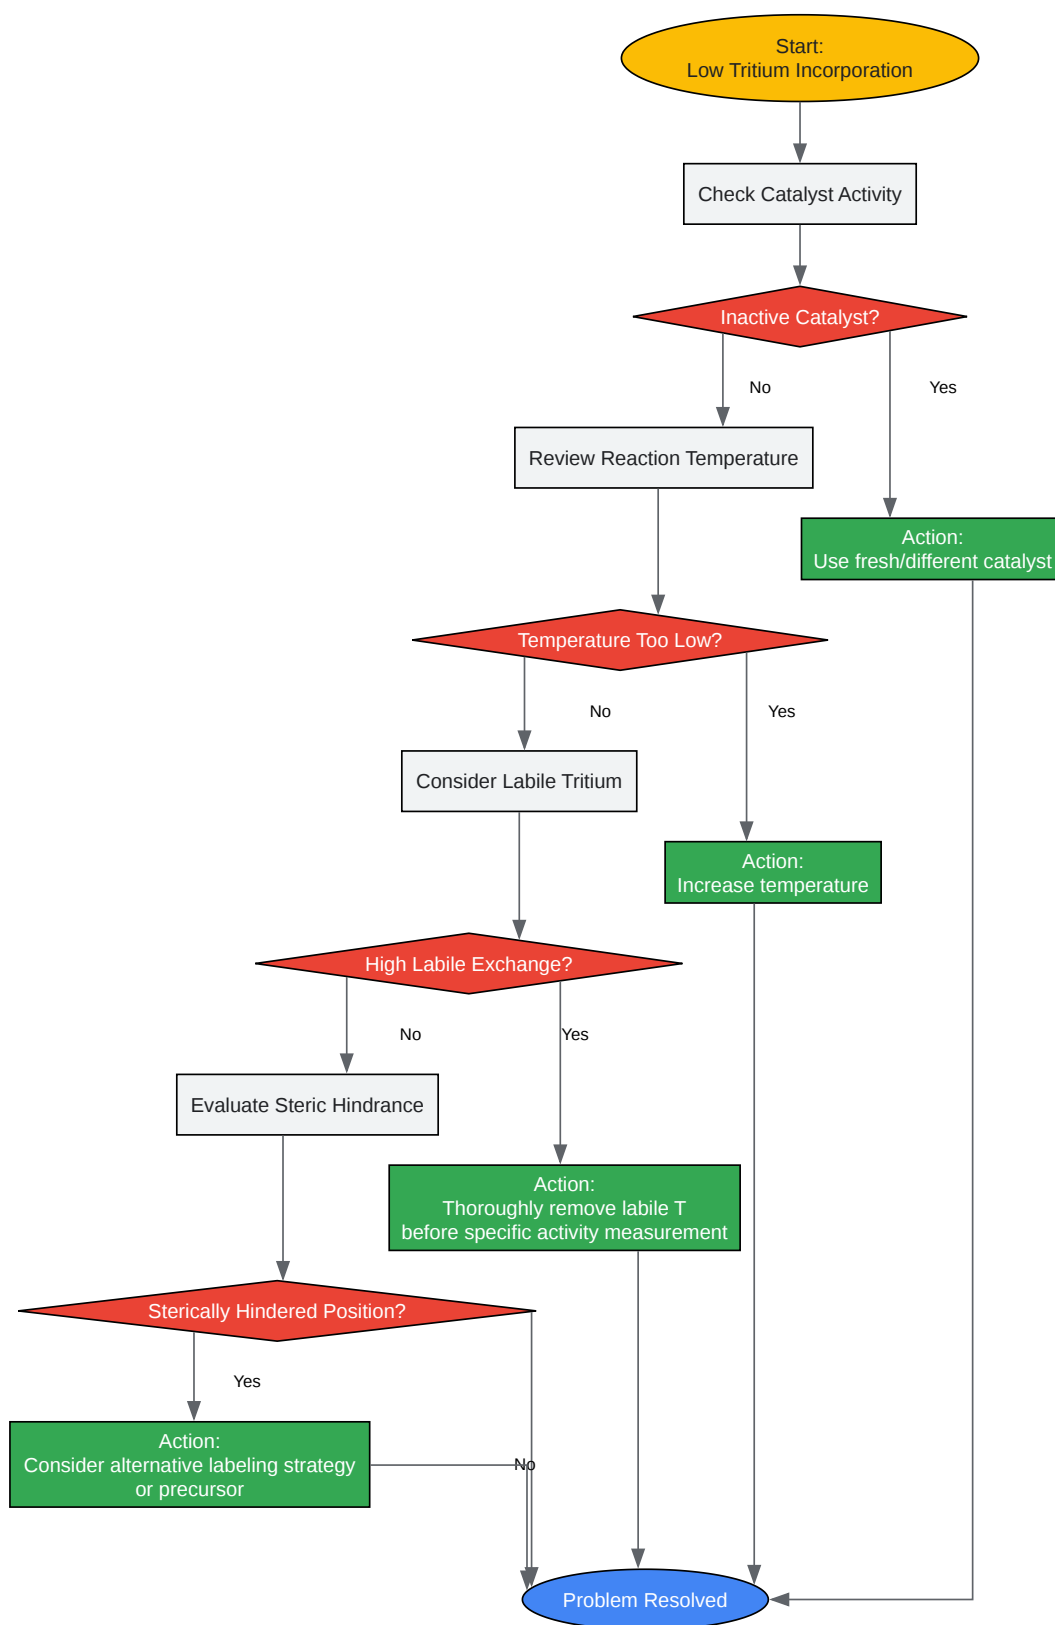 Start:
Low Tritium Incorporation
Check Catalyst Activity
Inactive Catalyst?
No
Yes
Review Reaction Temperature
Action:
Use fresh/different catalyst
Temperature Too Low?
No
Yes
Consider Labile Tritium
Action:
Increase temperature
High Labile Exchange?
No
Yes
Evaluate Steric Hindrance
Action:
Thoroughly remove labile T
before specific activity measurement
Sterically Hindered Position?
Yes
Action:
Consider alternative labeling strategy
or precursor
No
Problem Resolved